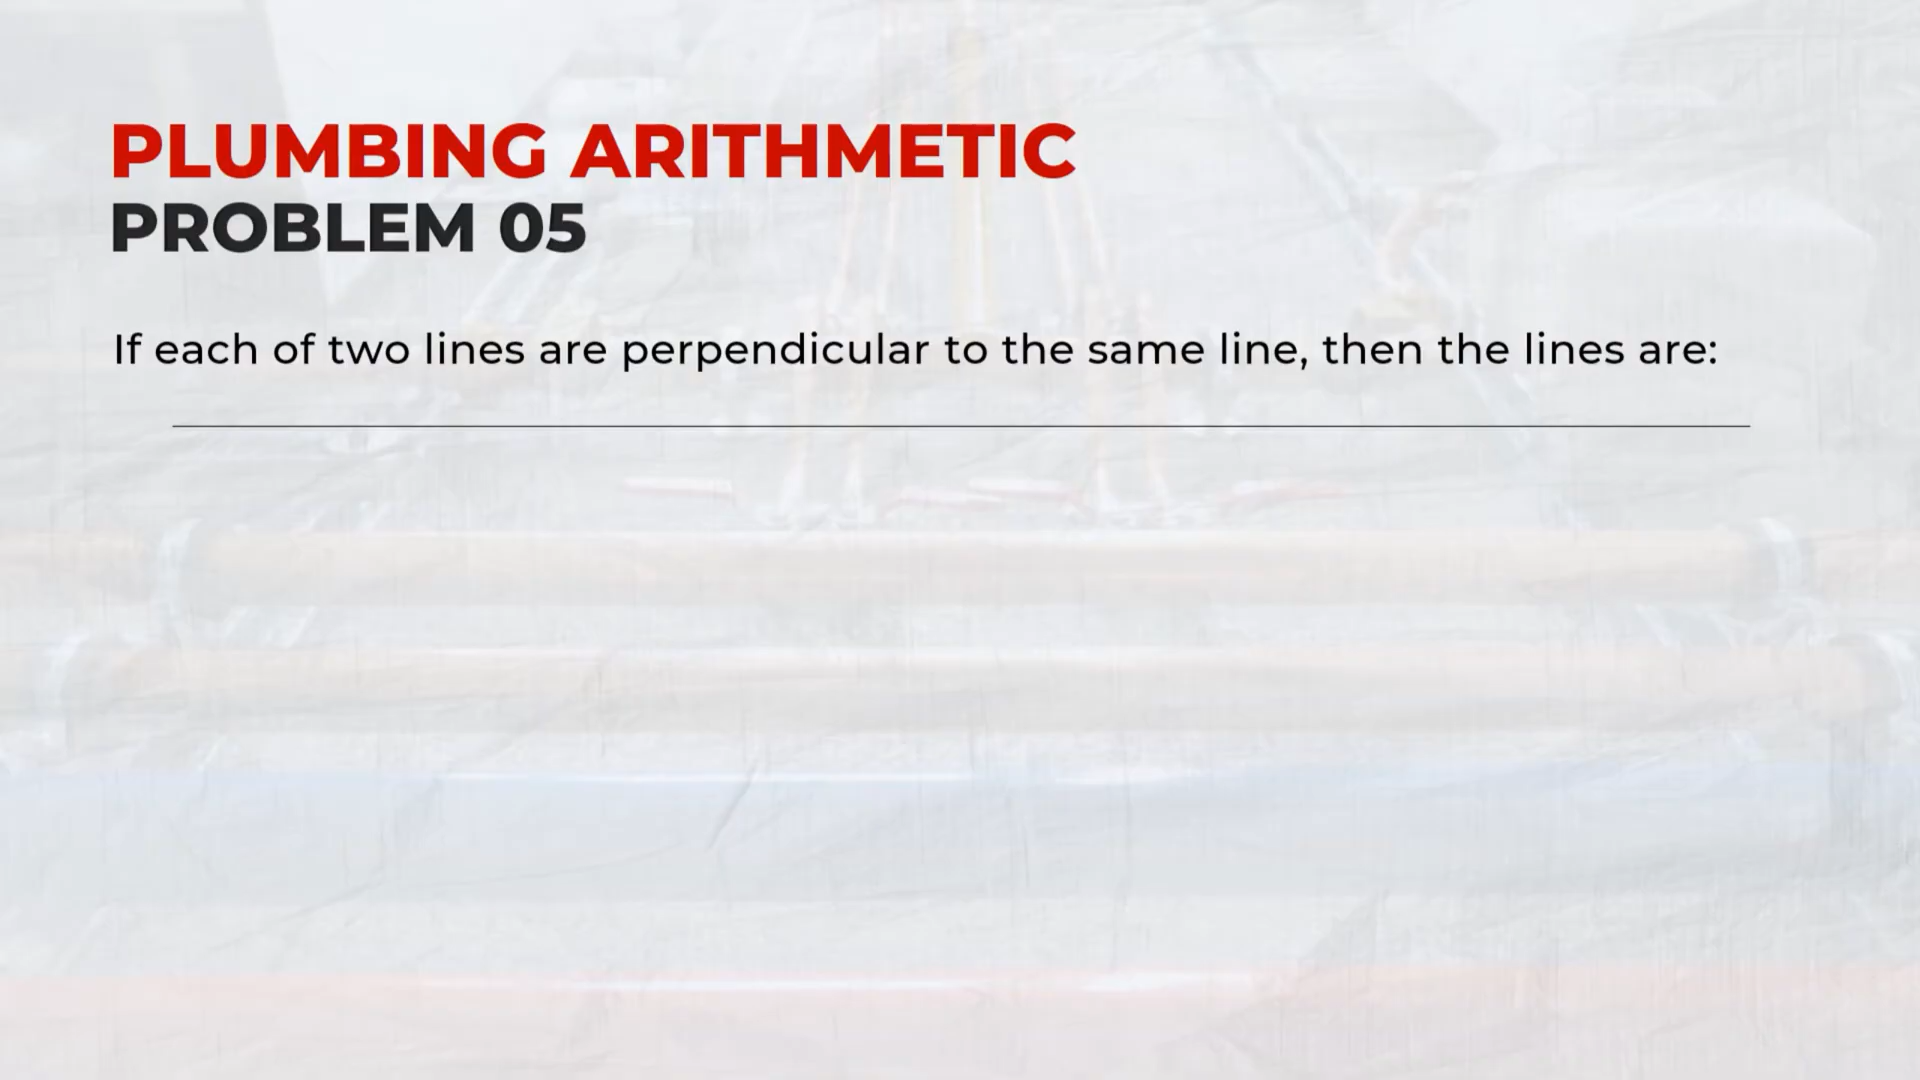 PLUMBING ARITHMETIC
PROBLEM 05
If each of two lines are perpendicular to the same line, then the lines are: